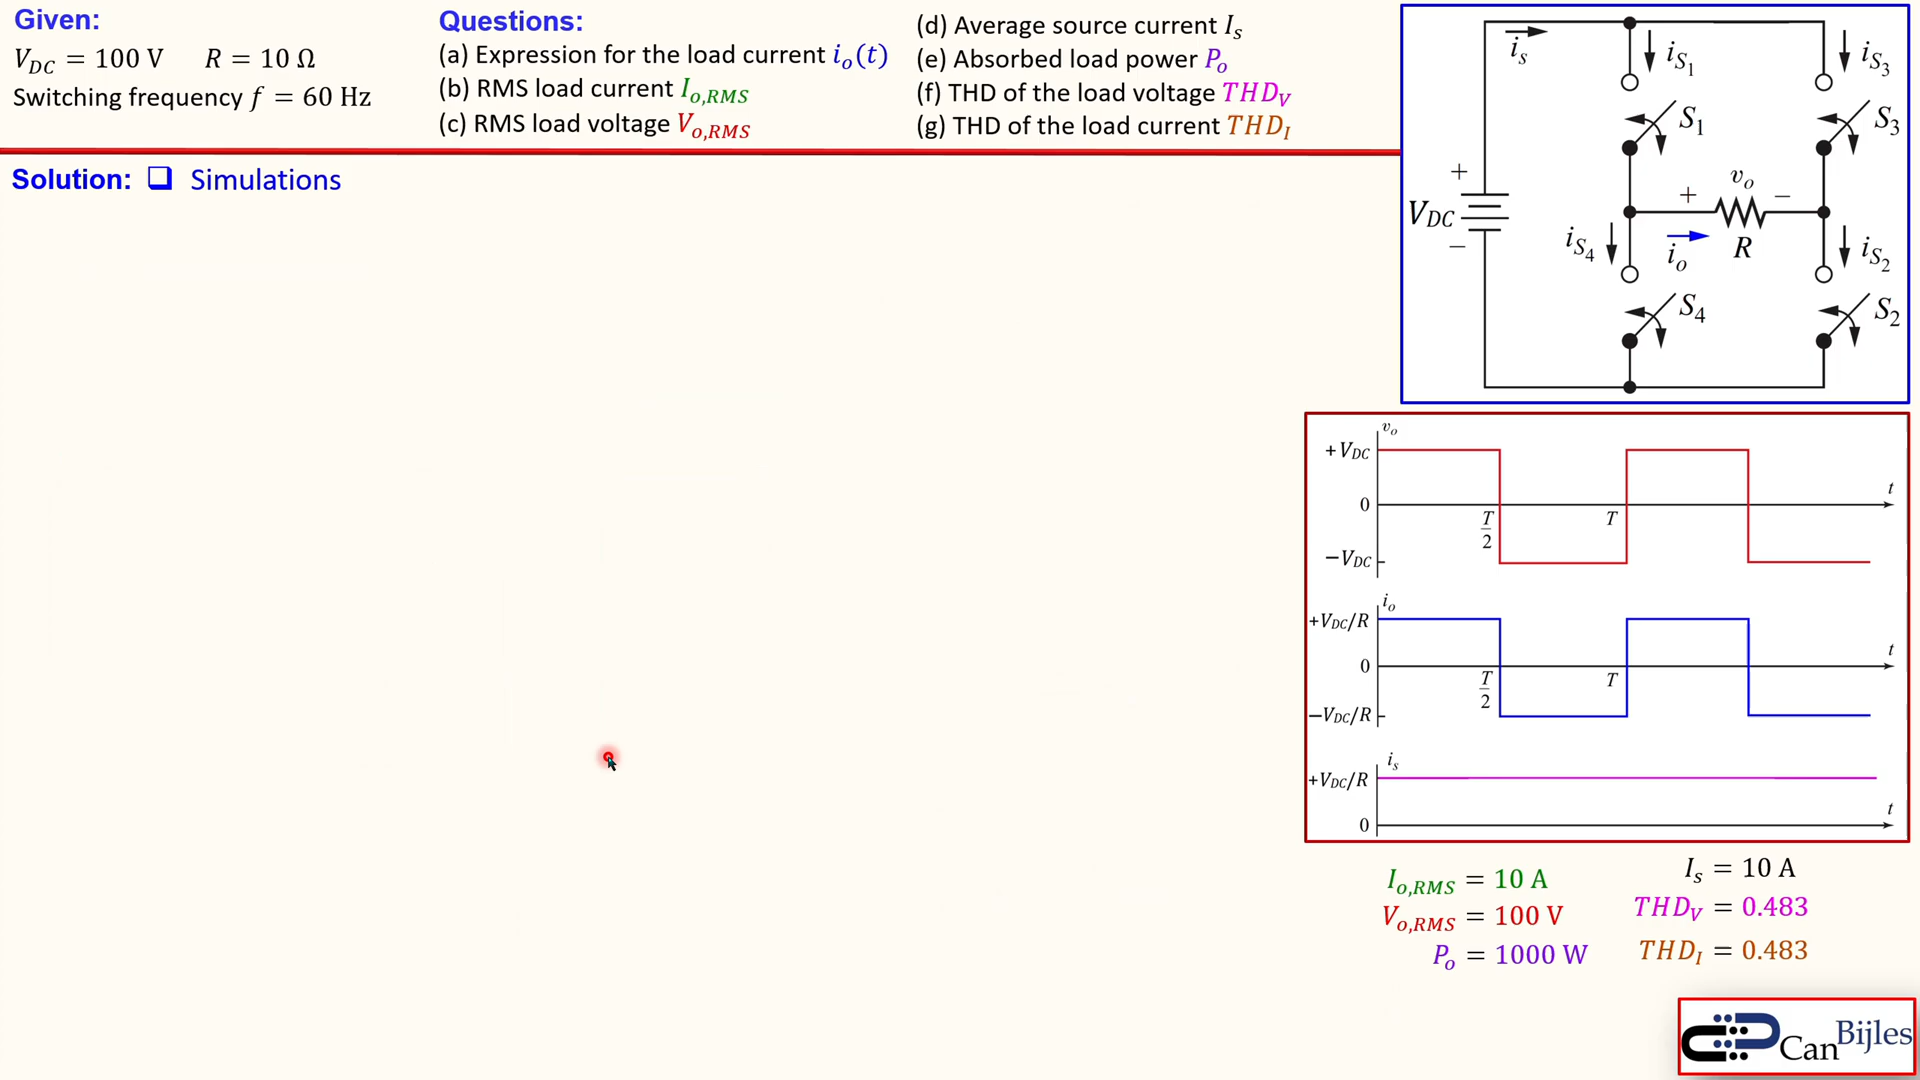 Given:
V_DC = 100 V R = 10 Ω
Switching frequency f = 60 Hz
Questions:
(a) Expression for the load current i_o(t)
(b) RMS load current I_o,RMS
(c) RMS load voltage V_o,RMS
(d) Average source current I_s
(e) Absorbed load power P_o
(f) THD of the load voltage THD_V
(g) THD of the load current THD_I
Solution: ❑ Simulations
i_s
i_S1
i_S3
S_1
S_3
+
V_DC
−
v_o
+ −
i_o
R
i_S4
i_S2
S_4
S_2
v_o
+V_DC
0
−V_DC
T/2
T
t
i_o
+V_DC/R
0
−V_DC/R
T/2
T
t
i_s
+V_DC/R
0
t
I_o,RMS = 10 A
V_o,RMS = 100 V
P_o = 1000 W
I_s = 10 A
THD_V = 0.483
THD_I = 0.483
CanBijles